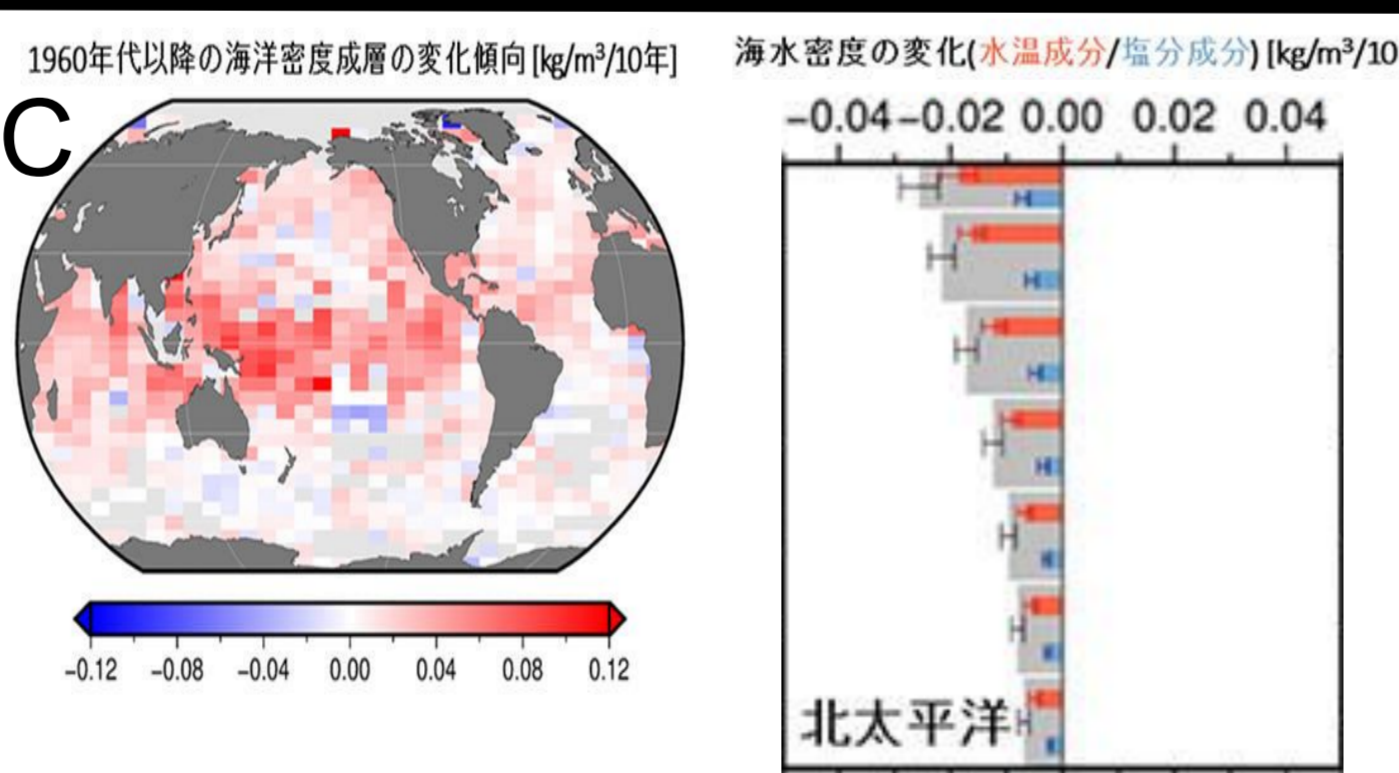 1960年代以降の海洋密度成層の変化傾向[kg/m³/10年]
C
-0.12 -0.08 -0.04 0.00 0.04 0.08 0.12
海水密度の変化(水温成分/塩分成分)[kg/m³/10
-0.04 -0.02 0.00 0.02 0.04
北太平洋